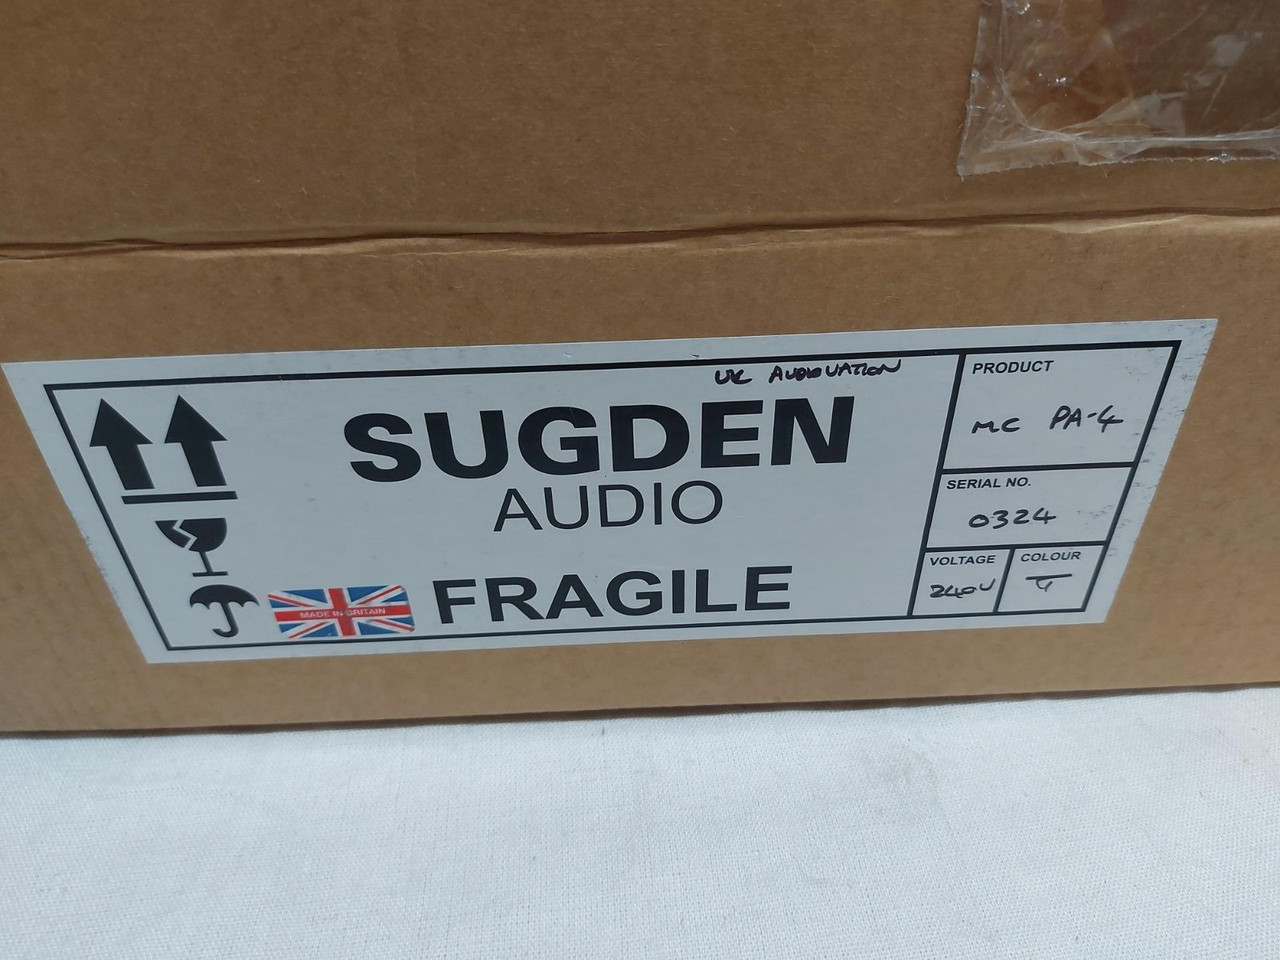 UK AUDIOVATION
SUGDEN
AUDIO
FRAGILE
MADE IN BRITAIN
PRODUCT
MC PA-4
SERIAL NO.
0324
VOLTAGE
240V
COLOUR
T